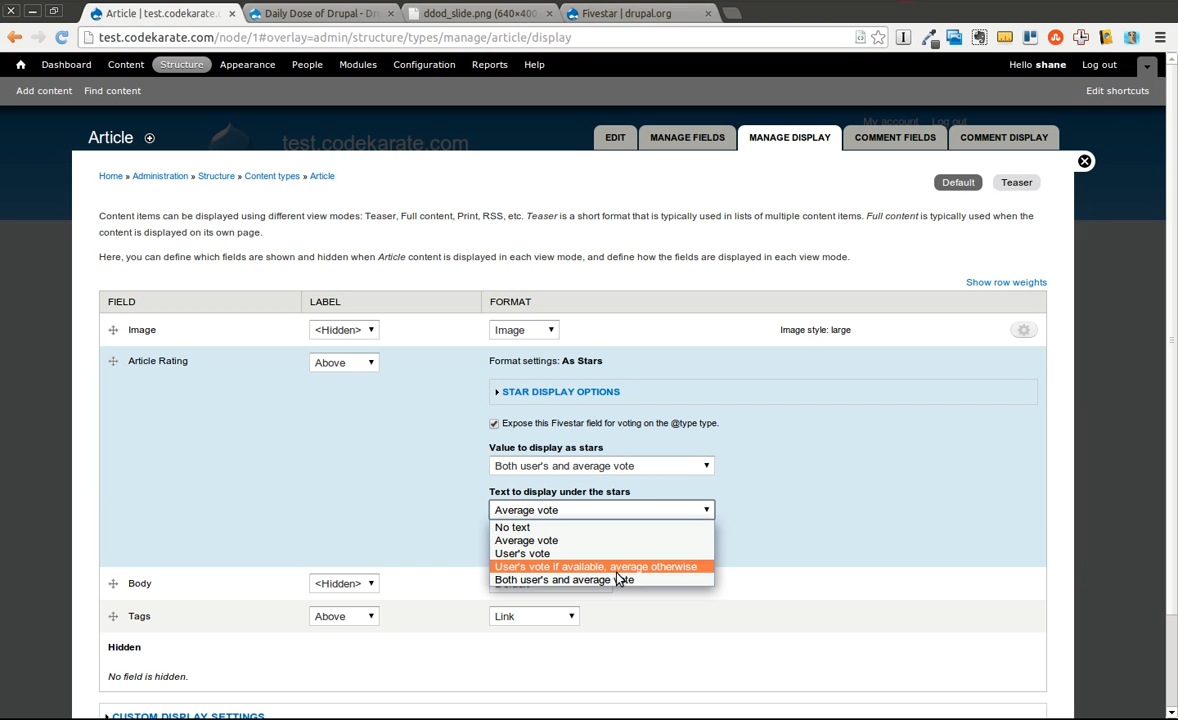 Article | test.codekarate.c
Daily Dose of Drupal - Dr
ddod_slide.png (640×400
Fivestar | drupal.org
test.codekarate.com/node/1#overlay=admin/structure/types/manage/article/display
Dashboard Content Structure Appearance People Modules Configuration Reports Help
Hello shane Log out
Add content Find content
Edit shortcuts
My account Log out
Article
test.codekarate.com
EDIT MANAGE FIELDS MANAGE DISPLAY COMMENT FIELDS COMMENT DISPLAY
Home » Administration » Structure » Content types » Article
Default Teaser
Content items can be displayed using different view modes: Teaser, Full content, Print, RSS, etc. Teaser is a short format that is typically used in lists of multiple content items. Full content is typically used when the
content is displayed on its own page.
Here, you can define which fields are shown and hidden when Article content is displayed in each view mode, and define how the fields are displayed in each view mode.
Show row weights
FIELD LABEL FORMAT
Image <Hidden> Image Image style: large
Article Rating Above Format settings: As Stars
STAR DISPLAY OPTIONS
Expose this Fivestar field for voting on the @type type.
Value to display as stars
Both user's and average vote
Text to display under the stars
Average vote
No text
Average vote
User's vote
User's vote if available, average otherwise
Both user's and average vote
Body <Hidden>
Tags Above Link
Hidden
No field is hidden.
CUSTOM DISPLAY SETTINGS